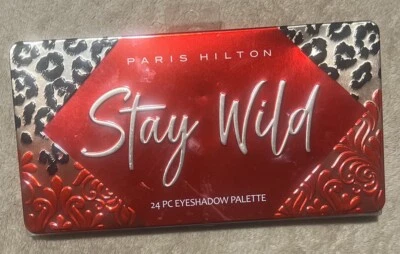 PARIS HILTON
Stay Wild
24 PC EYESHADOW PALETTE